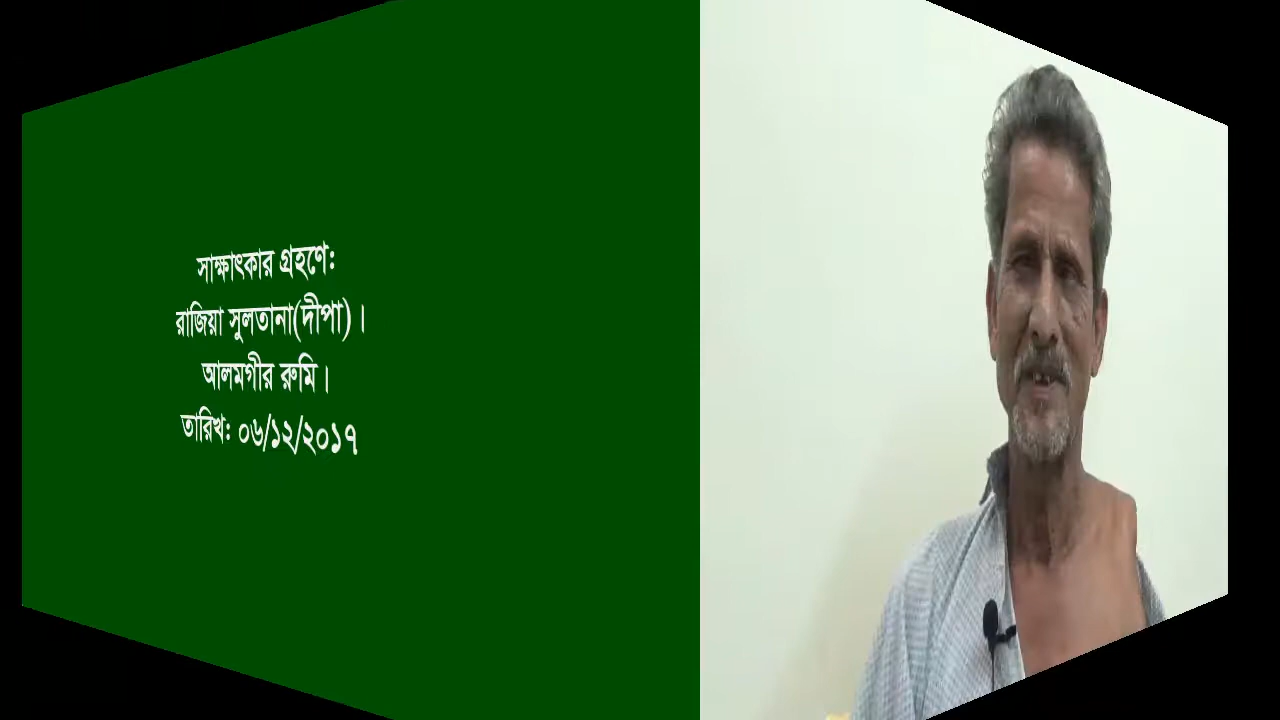 সাক্ষাৎকার গ্রহণে:
রাজিয়া সুলতানা(দীপা)।
আলমগীর রুমি।
তারিখ: ০৬/১২/২০১৭